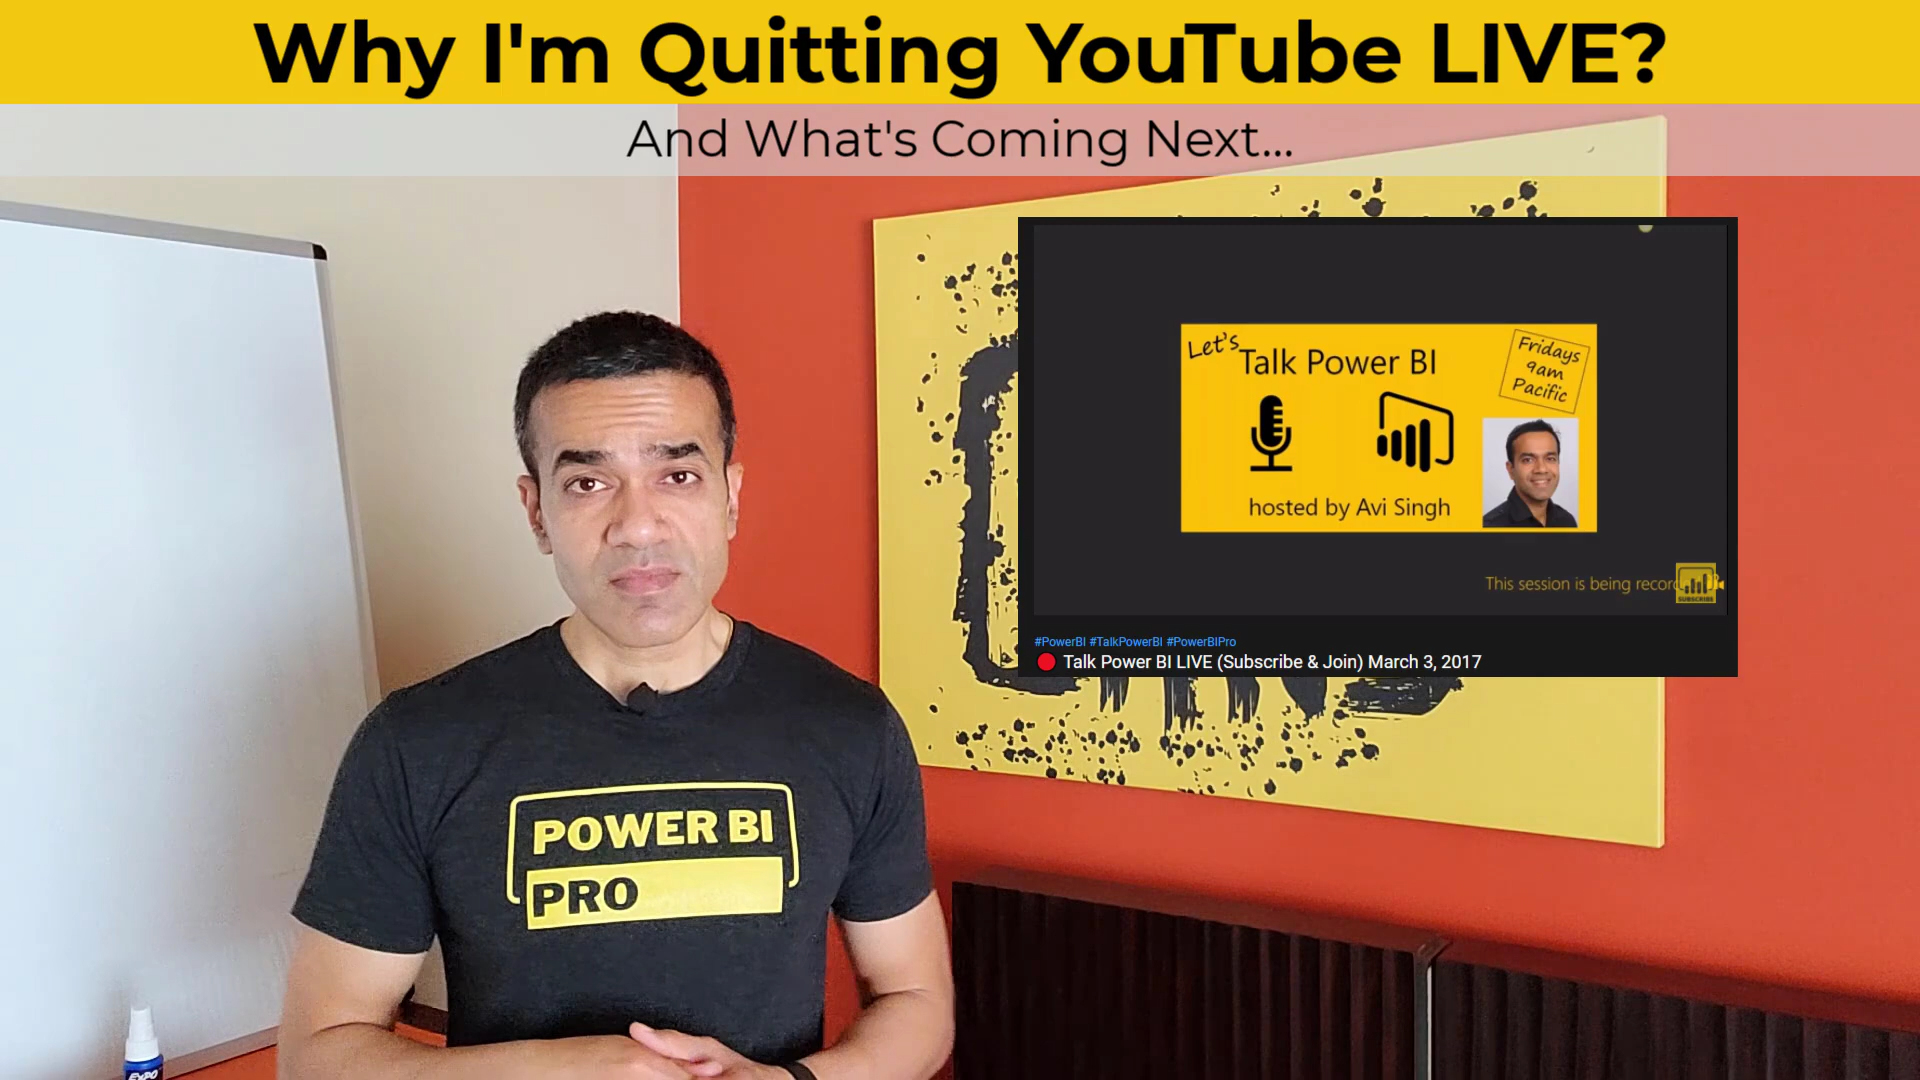 Why I'm Quitting YouTube LIVE?
And What's Coming Next...
Let's
Talk Power BI
Fridays
9am
Pacific
hosted by Avi Singh
This session is being
SUBSCRIBE
#PowerBI #TalkPowerBI #PowerBIPro
Talk Power BI LIVE (Subscribe & Join) March 3, 2017
POWER BI
PRO
EXPO